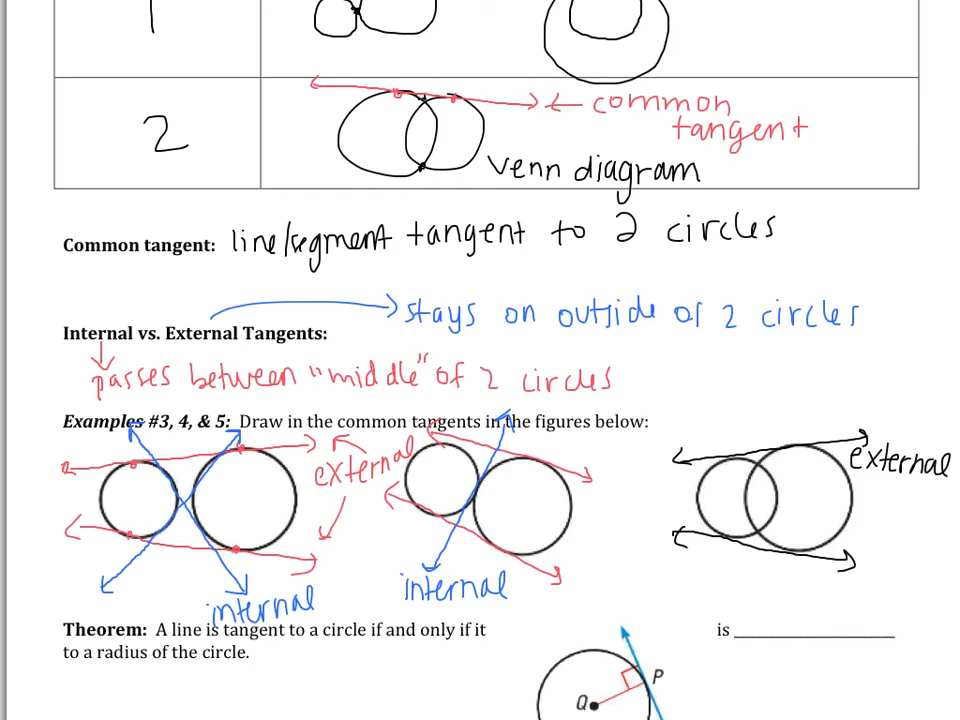 1
2
← common
tangent
venn diagram
Common tangent: line/segment tangent to 2 circles
stays on outside of 2 circles
Internal vs. External Tangents:
passes between "middle" of 2 circles
Examples #3, 4, & 5: Draw in the common tangents in the figures below:
external
external
internal
internal
Theorem: A line is tangent to a circle if and only if it is ____________________
to a radius of the circle.
P
Q